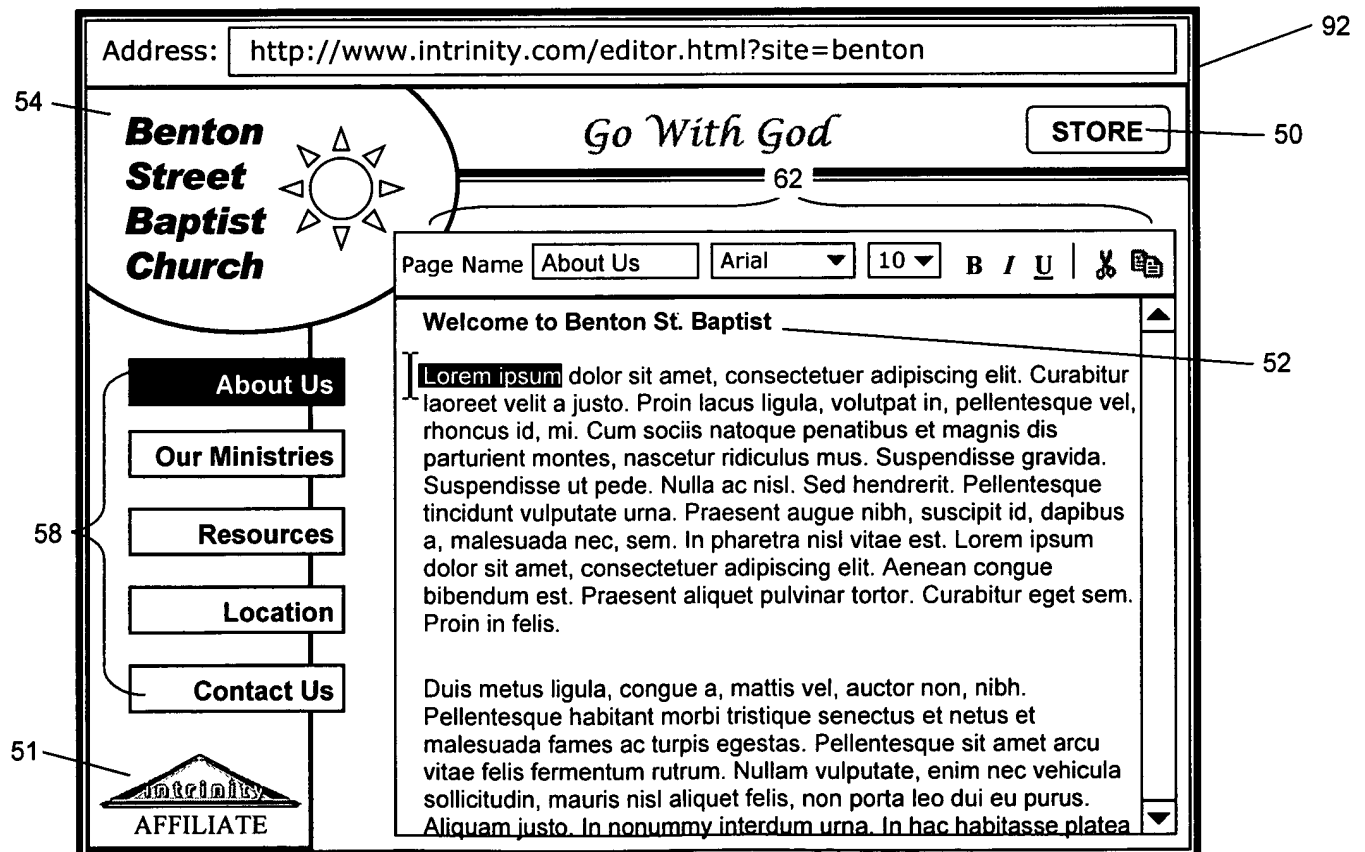 92
Address: http://www.intrinity.com/editor.html?site=benton
54
Benton
Street
Baptist
Church
Go With God
STORE
50
62
Page Name About Us Arial 10 B I U
Welcome to Benton St. Baptist
52
Lorem ipsum dolor sit amet, consectetuer adipiscing elit. Curabitur
laoreet velit a justo. Proin lacus ligula, volutpat in, pellentesque vel,
rhoncus id, mi. Cum sociis natoque penatibus et magnis dis
parturient montes, nascetur ridiculus mus. Suspendisse gravida.
Suspendisse ut pede. Nulla ac nisl. Sed hendrerit. Pellentesque
tincidunt vulputate urna. Praesent augue nibh, suscipit id, dapibus
a, malesuada nec, sem. In pharetra nisl vitae est. Lorem ipsum
dolor sit amet, consectetuer adipiscing elit. Aenean congue
bibendum est. Praesent aliquet pulvinar tortor. Curabitur eget sem.
Proin in felis.
Duis metus ligula, congue a, mattis vel, auctor non, nibh.
Pellentesque habitant morbi tristique senectus et netus et
malesuada fames ac turpis egestas. Pellentesque sit amet arcu
vitae felis fermentum rutrum. Nullam vulputate, enim nec vehicula
sollicitudin, mauris nisl aliquet felis, non porta leo dui eu purus.
Aliquam justo. In nonummy interdum urna. In hac habitasse platea
About Us
Our Ministries
Resources
58
Location
Contact Us
51
intrinity
AFFILIATE